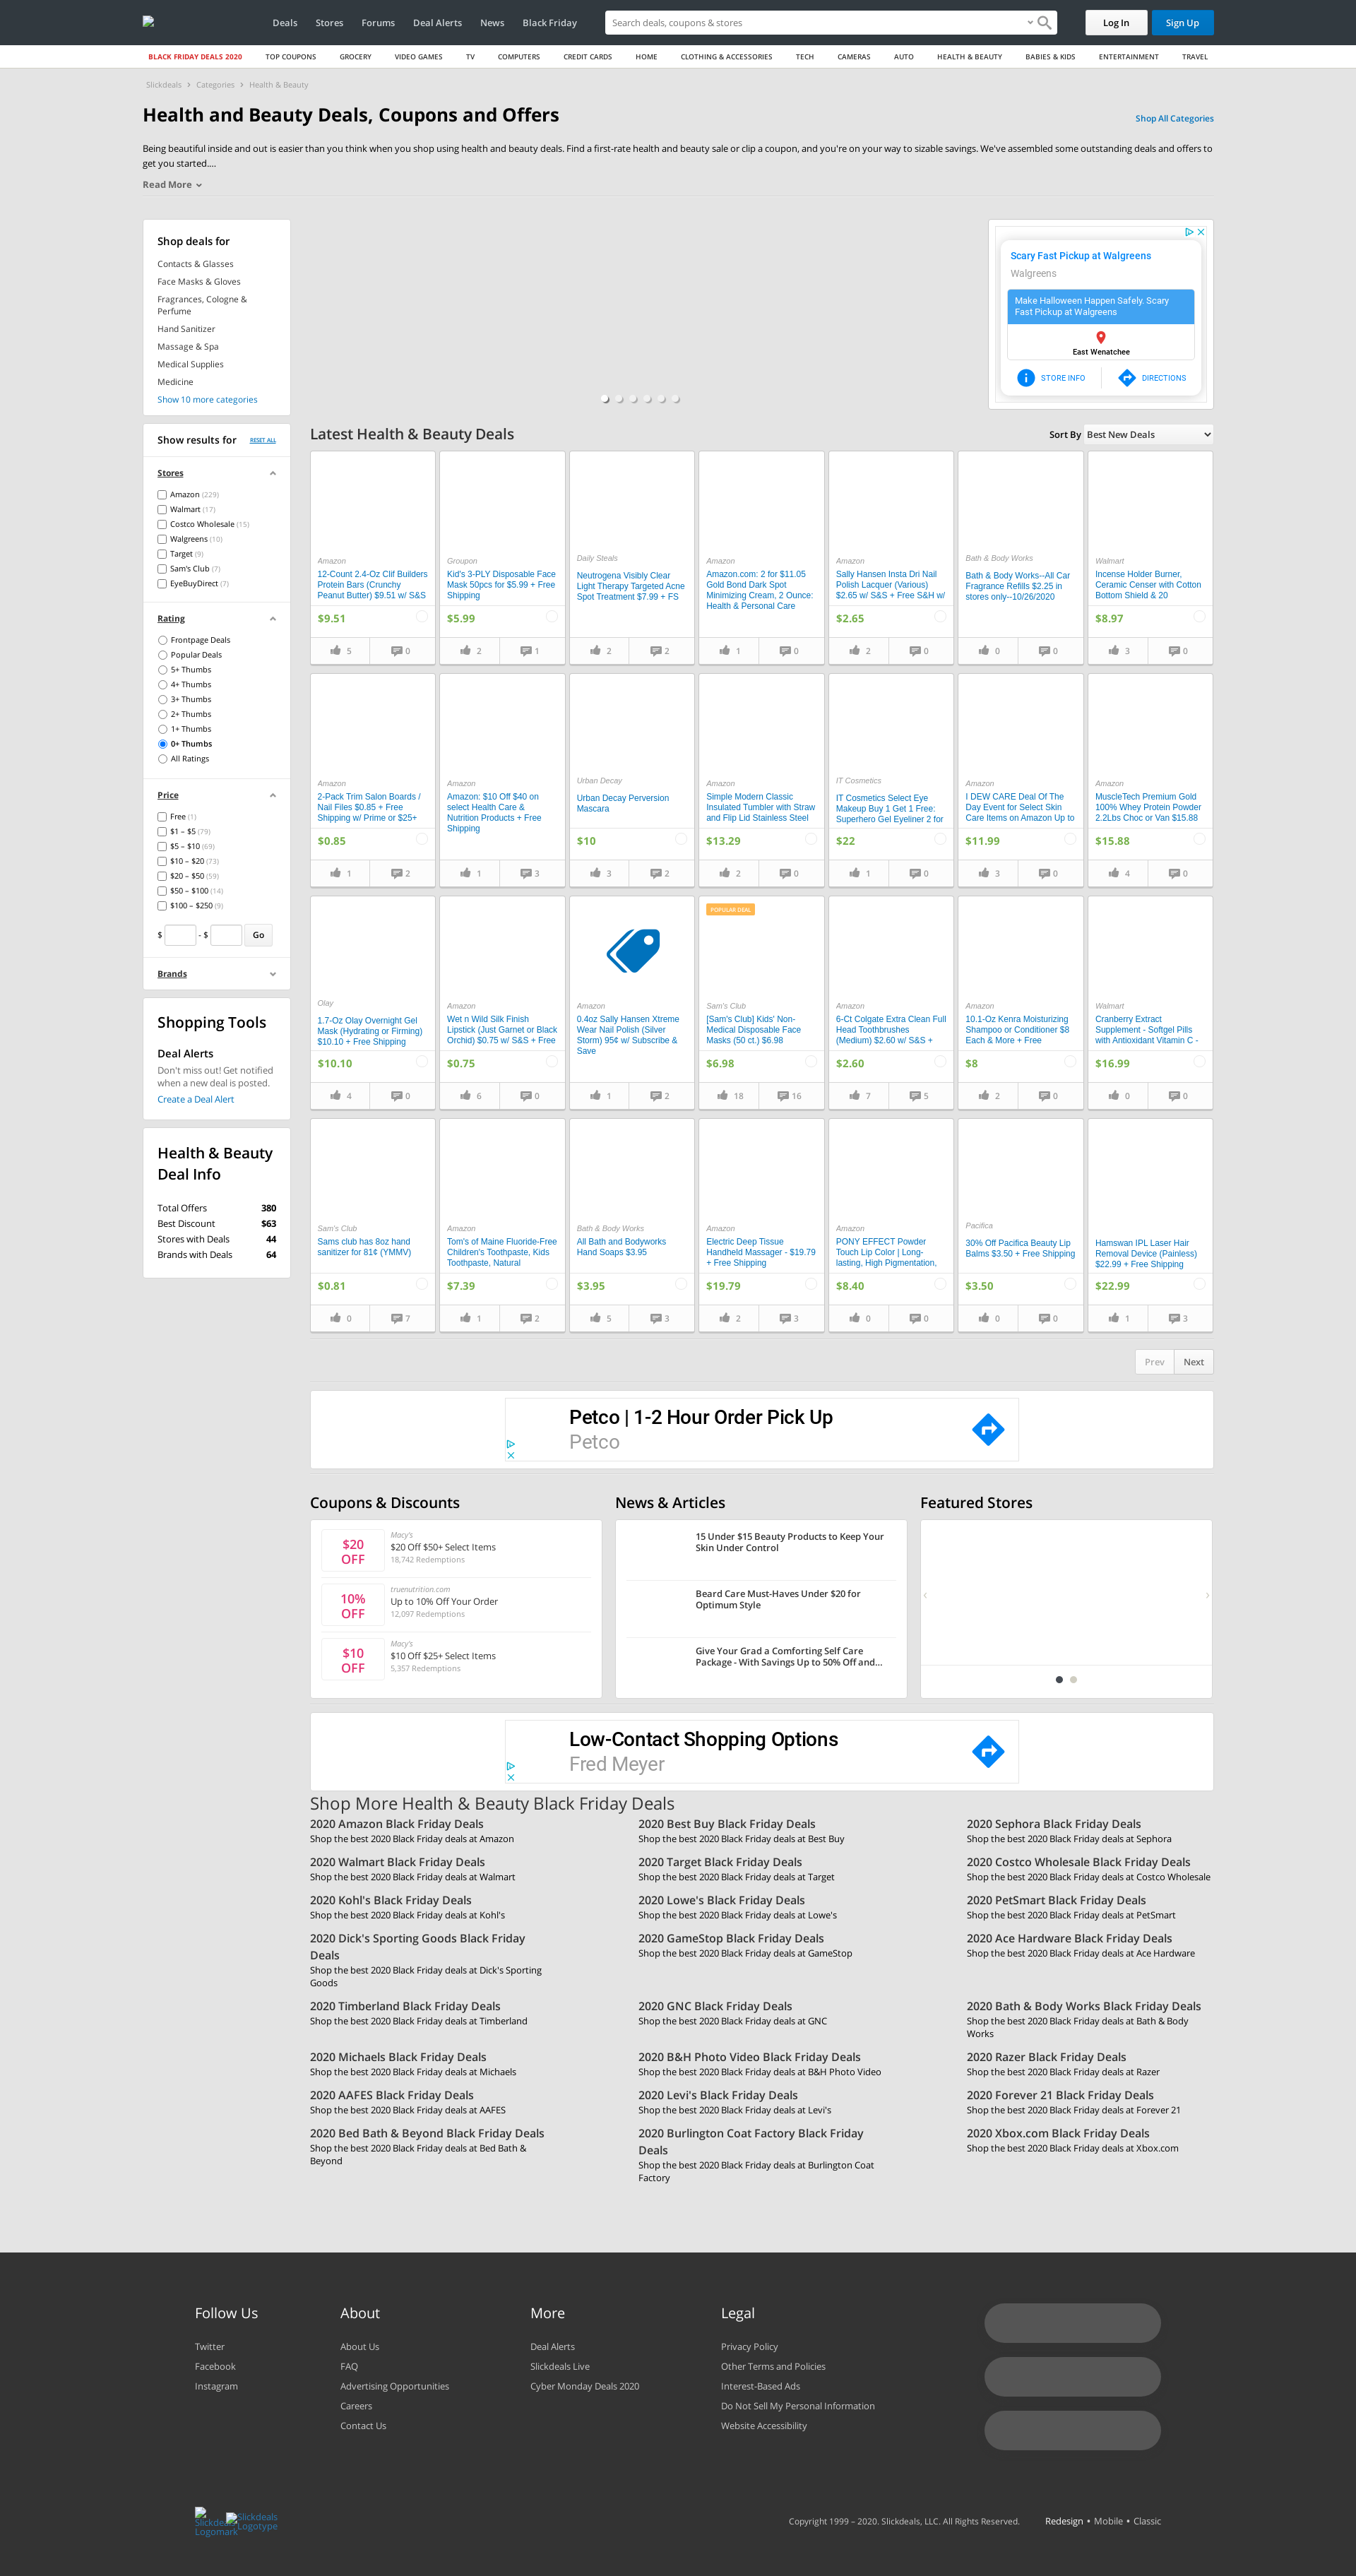 Deals
Stores
Forums
Deal Alerts
News
Black Friday
Search deals, coupons & stores
Log In
Sign Up
BLACK FRIDAY DEALS 2020
TOP COUPONS
GROCERY
VIDEO GAMES
TV
COMPUTERS
CREDIT CARDS
HOME
CLOTHING & ACCESSORIES
TECH
CAMERAS
AUTO
HEALTH & BEAUTY
BABIES & KIDS
ENTERTAINMENT
TRAVEL
Slickdeals > Categories > Health & Beauty
Health and Beauty Deals, Coupons and Offers
Shop All Categories
Being beautiful inside and out is easier than you think when you shop using health and beauty deals. Find a first-rate health and beauty sale or clip a coupon, and you're on your way to sizable savings. We've assembled some outstanding deals and offers to
get you started....
Read More
Shop deals for
Contacts & Glasses
Face Masks & Gloves
Fragrances, Cologne &
Perfume
Hand Sanitizer
Massage & Spa
Medical Supplies
Medicine
Show 10 more categories
Show results for
RESET ALL
Stores
Amazon (229)
Walmart (17)
Costco Wholesale (15)
Walgreens (10)
Target (9)
Sam's Club (7)
EyeBuyDirect (7)
Rating
Frontpage Deals
Popular Deals
5+ Thumbs
4+ Thumbs
3+ Thumbs
2+ Thumbs
1+ Thumbs
0+ Thumbs
All Ratings
Price
Free (1)
$1 – $5 (79)
$5 – $10 (69)
$10 – $20 (73)
$20 – $50 (59)
$50 – $100 (14)
$100 – $250 (9)
$ - $ Go
Brands
Shopping Tools
Deal Alerts
Don't miss out! Get notified
when a new deal is posted.
Create a Deal Alert
Health & Beauty
Deal Info
Total Offers 380
Best Discount $63
Stores with Deals 44
Brands with Deals 64
Scary Fast Pickup at Walgreens
Walgreens
Make Halloween Happen Safely. Scary
Fast Pickup at Walgreens
East Wenatchee
STORE INFO
DIRECTIONS
Latest Health & Beauty Deals
Sort By Best New Deals
Amazon
12-Count 2.4-Oz Clif Builders
Protein Bars (Crunchy
Peanut Butter) $9.51 w/ S&S
$9.51
5 0
Groupon
Kid's 3-PLY Disposable Face
Mask 50pcs for $5.99 + Free
Shipping
$5.99
2 1
Daily Steals
Neutrogena Visibly Clear
Light Therapy Targeted Acne
Spot Treatment $7.99 + FS
2 2
Amazon
Amazon.com: 2 for $11.05
Gold Bond Dark Spot
Minimizing Cream, 2 Ounce:
Health & Personal Care
1 0
Amazon
Sally Hansen Insta Dri Nail
Polish Lacquer (Various)
$2.65 w/ S&S + Free S&H w/
$2.65
2 0
Bath & Body Works
Bath & Body Works--All Car
Fragrance Refills $2.25 in
stores only--10/26/2020
0 0
Walmart
Incense Holder Burner,
Ceramic Censer with Cotton
Bottom Shield & 20
$8.97
3 0
Amazon
2-Pack Trim Salon Boards /
Nail Files $0.85 + Free
Shipping w/ Prime or $25+
$0.85
1 2
Amazon
Amazon: $10 Off $40 on
select Health Care &
Nutrition Products + Free
Shipping
1 3
Urban Decay
Urban Decay Perversion
Mascara
$10
3 2
Amazon
Simple Modern Classic
Insulated Tumbler with Straw
and Flip Lid Stainless Steel
$13.29
2 0
IT Cosmetics
IT Cosmetics Select Eye
Makeup Buy 1 Get 1 Free:
Superhero Gel Eyeliner 2 for
$22
1 0
Amazon
I DEW CARE Deal Of The
Day Event for Select Skin
Care Items on Amazon Up to
$11.99
3 0
Amazon
MuscleTech Premium Gold
100% Whey Protein Powder
2.2Lbs Choc or Van $15.88
$15.88
4 0
Olay
1.7-Oz Olay Overnight Gel
Mask (Hydrating or Firming)
$10.10 + Free Shipping
$10.10
4 0
Amazon
Wet n Wild Silk Finish
Lipstick (Just Garnet or Black
Orchid) $0.75 w/ S&S + Free
$0.75
6 0
Amazon
0.4oz Sally Hansen Xtreme
Wear Nail Polish (Silver
Storm) 95¢ w/ Subscribe &
Save
1 2
POPULAR DEAL
Sam's Club
[Sam's Club] Kids' Non-
Medical Disposable Face
Masks (50 ct.) $6.98
$6.98
18 16
Amazon
6-Ct Colgate Extra Clean Full
Head Toothbrushes
(Medium) $2.60 w/ S&S +
$2.60
7 5
Amazon
10.1-Oz Kenra Moisturizing
Shampoo or Conditioner $8
Each & More + Free
$8
2 0
Walmart
Cranberry Extract
Supplement - Softgel Pills
with Antioxidant Vitamin C -
$16.99
0 0
Sam's Club
Sams club has 8oz hand
sanitizer for 81¢ (YMMV)
$0.81
0 7
Amazon
Tom's of Maine Fluoride-Free
Children's Toothpaste, Kids
Toothpaste, Natural
$7.39
1 2
Bath & Body Works
All Bath and Bodyworks
Hand Soaps $3.95
$3.95
5 3
Amazon
Electric Deep Tissue
Handheld Massager - $19.79
+ Free Shipping
$19.79
2 3
Amazon
PONY EFFECT Powder
Touch Lip Color | Long-
lasting, High Pigmentation,
$8.40
0 0
Pacifica
30% Off Pacifica Beauty Lip
Balms $3.50 + Free Shipping
$3.50
0 0
Hamswan IPL Laser Hair
Removal Device (Painless)
$22.99 + Free Shipping
$22.99
1 3
Prev
Next
Petco | 1-2 Hour Order Pick Up
Petco
Coupons & Discounts
$20
OFF
Macy's
$20 Off $50+ Select Items
18,742 Redemptions
10%
OFF
truenutrition.com
Up to 10% Off Your Order
12,097 Redemptions
$10
OFF
Macy's
$10 Off $25+ Select Items
5,357 Redemptions
News & Articles
15 Under $15 Beauty Products to Keep Your
Skin Under Control
Beard Care Must-Haves Under $20 for
Optimum Style
Give Your Grad a Comforting Self Care
Package - With Savings Up to 50% Off and...
Featured Stores
Low-Contact Shopping Options
Fred Meyer
Shop More Health & Beauty Black Friday Deals
2020 Amazon Black Friday Deals
Shop the best 2020 Black Friday deals at Amazon
2020 Best Buy Black Friday Deals
Shop the best 2020 Black Friday deals at Best Buy
2020 Sephora Black Friday Deals
Shop the best 2020 Black Friday deals at Sephora
2020 Walmart Black Friday Deals
Shop the best 2020 Black Friday deals at Walmart
2020 Target Black Friday Deals
Shop the best 2020 Black Friday deals at Target
2020 Costco Wholesale Black Friday Deals
Shop the best 2020 Black Friday deals at Costco Wholesale
2020 Kohl's Black Friday Deals
Shop the best 2020 Black Friday deals at Kohl's
2020 Lowe's Black Friday Deals
Shop the best 2020 Black Friday deals at Lowe's
2020 PetSmart Black Friday Deals
Shop the best 2020 Black Friday deals at PetSmart
2020 Dick's Sporting Goods Black Friday
Deals
Shop the best 2020 Black Friday deals at Dick's Sporting
Goods
2020 GameStop Black Friday Deals
Shop the best 2020 Black Friday deals at GameStop
2020 Ace Hardware Black Friday Deals
Shop the best 2020 Black Friday deals at Ace Hardware
2020 Timberland Black Friday Deals
Shop the best 2020 Black Friday deals at Timberland
2020 GNC Black Friday Deals
Shop the best 2020 Black Friday deals at GNC
2020 Bath & Body Works Black Friday Deals
Shop the best 2020 Black Friday deals at Bath & Body
Works
2020 Michaels Black Friday Deals
Shop the best 2020 Black Friday deals at Michaels
2020 B&H Photo Video Black Friday Deals
Shop the best 2020 Black Friday deals at B&H Photo Video
2020 Razer Black Friday Deals
Shop the best 2020 Black Friday deals at Razer
2020 AAFES Black Friday Deals
Shop the best 2020 Black Friday deals at AAFES
2020 Levi's Black Friday Deals
Shop the best 2020 Black Friday deals at Levi's
2020 Forever 21 Black Friday Deals
Shop the best 2020 Black Friday deals at Forever 21
2020 Bed Bath & Beyond Black Friday Deals
Shop the best 2020 Black Friday deals at Bed Bath &
Beyond
2020 Burlington Coat Factory Black Friday
Deals
Shop the best 2020 Black Friday deals at Burlington Coat
Factory
2020 Xbox.com Black Friday Deals
Shop the best 2020 Black Friday deals at Xbox.com
Follow Us
Twitter
Facebook
Instagram
About
About Us
FAQ
Advertising Opportunities
Careers
Contact Us
More
Deal Alerts
Slickdeals Live
Cyber Monday Deals 2020
Legal
Privacy Policy
Other Terms and Policies
Interest-Based Ads
Do Not Sell My Personal Information
Website Accessibility
Slickdeals
Logotype
Logomark
Copyright 1999 – 2020. Slickdeals, LLC. All Rights Reserved.
Redesign • Mobile • Classic